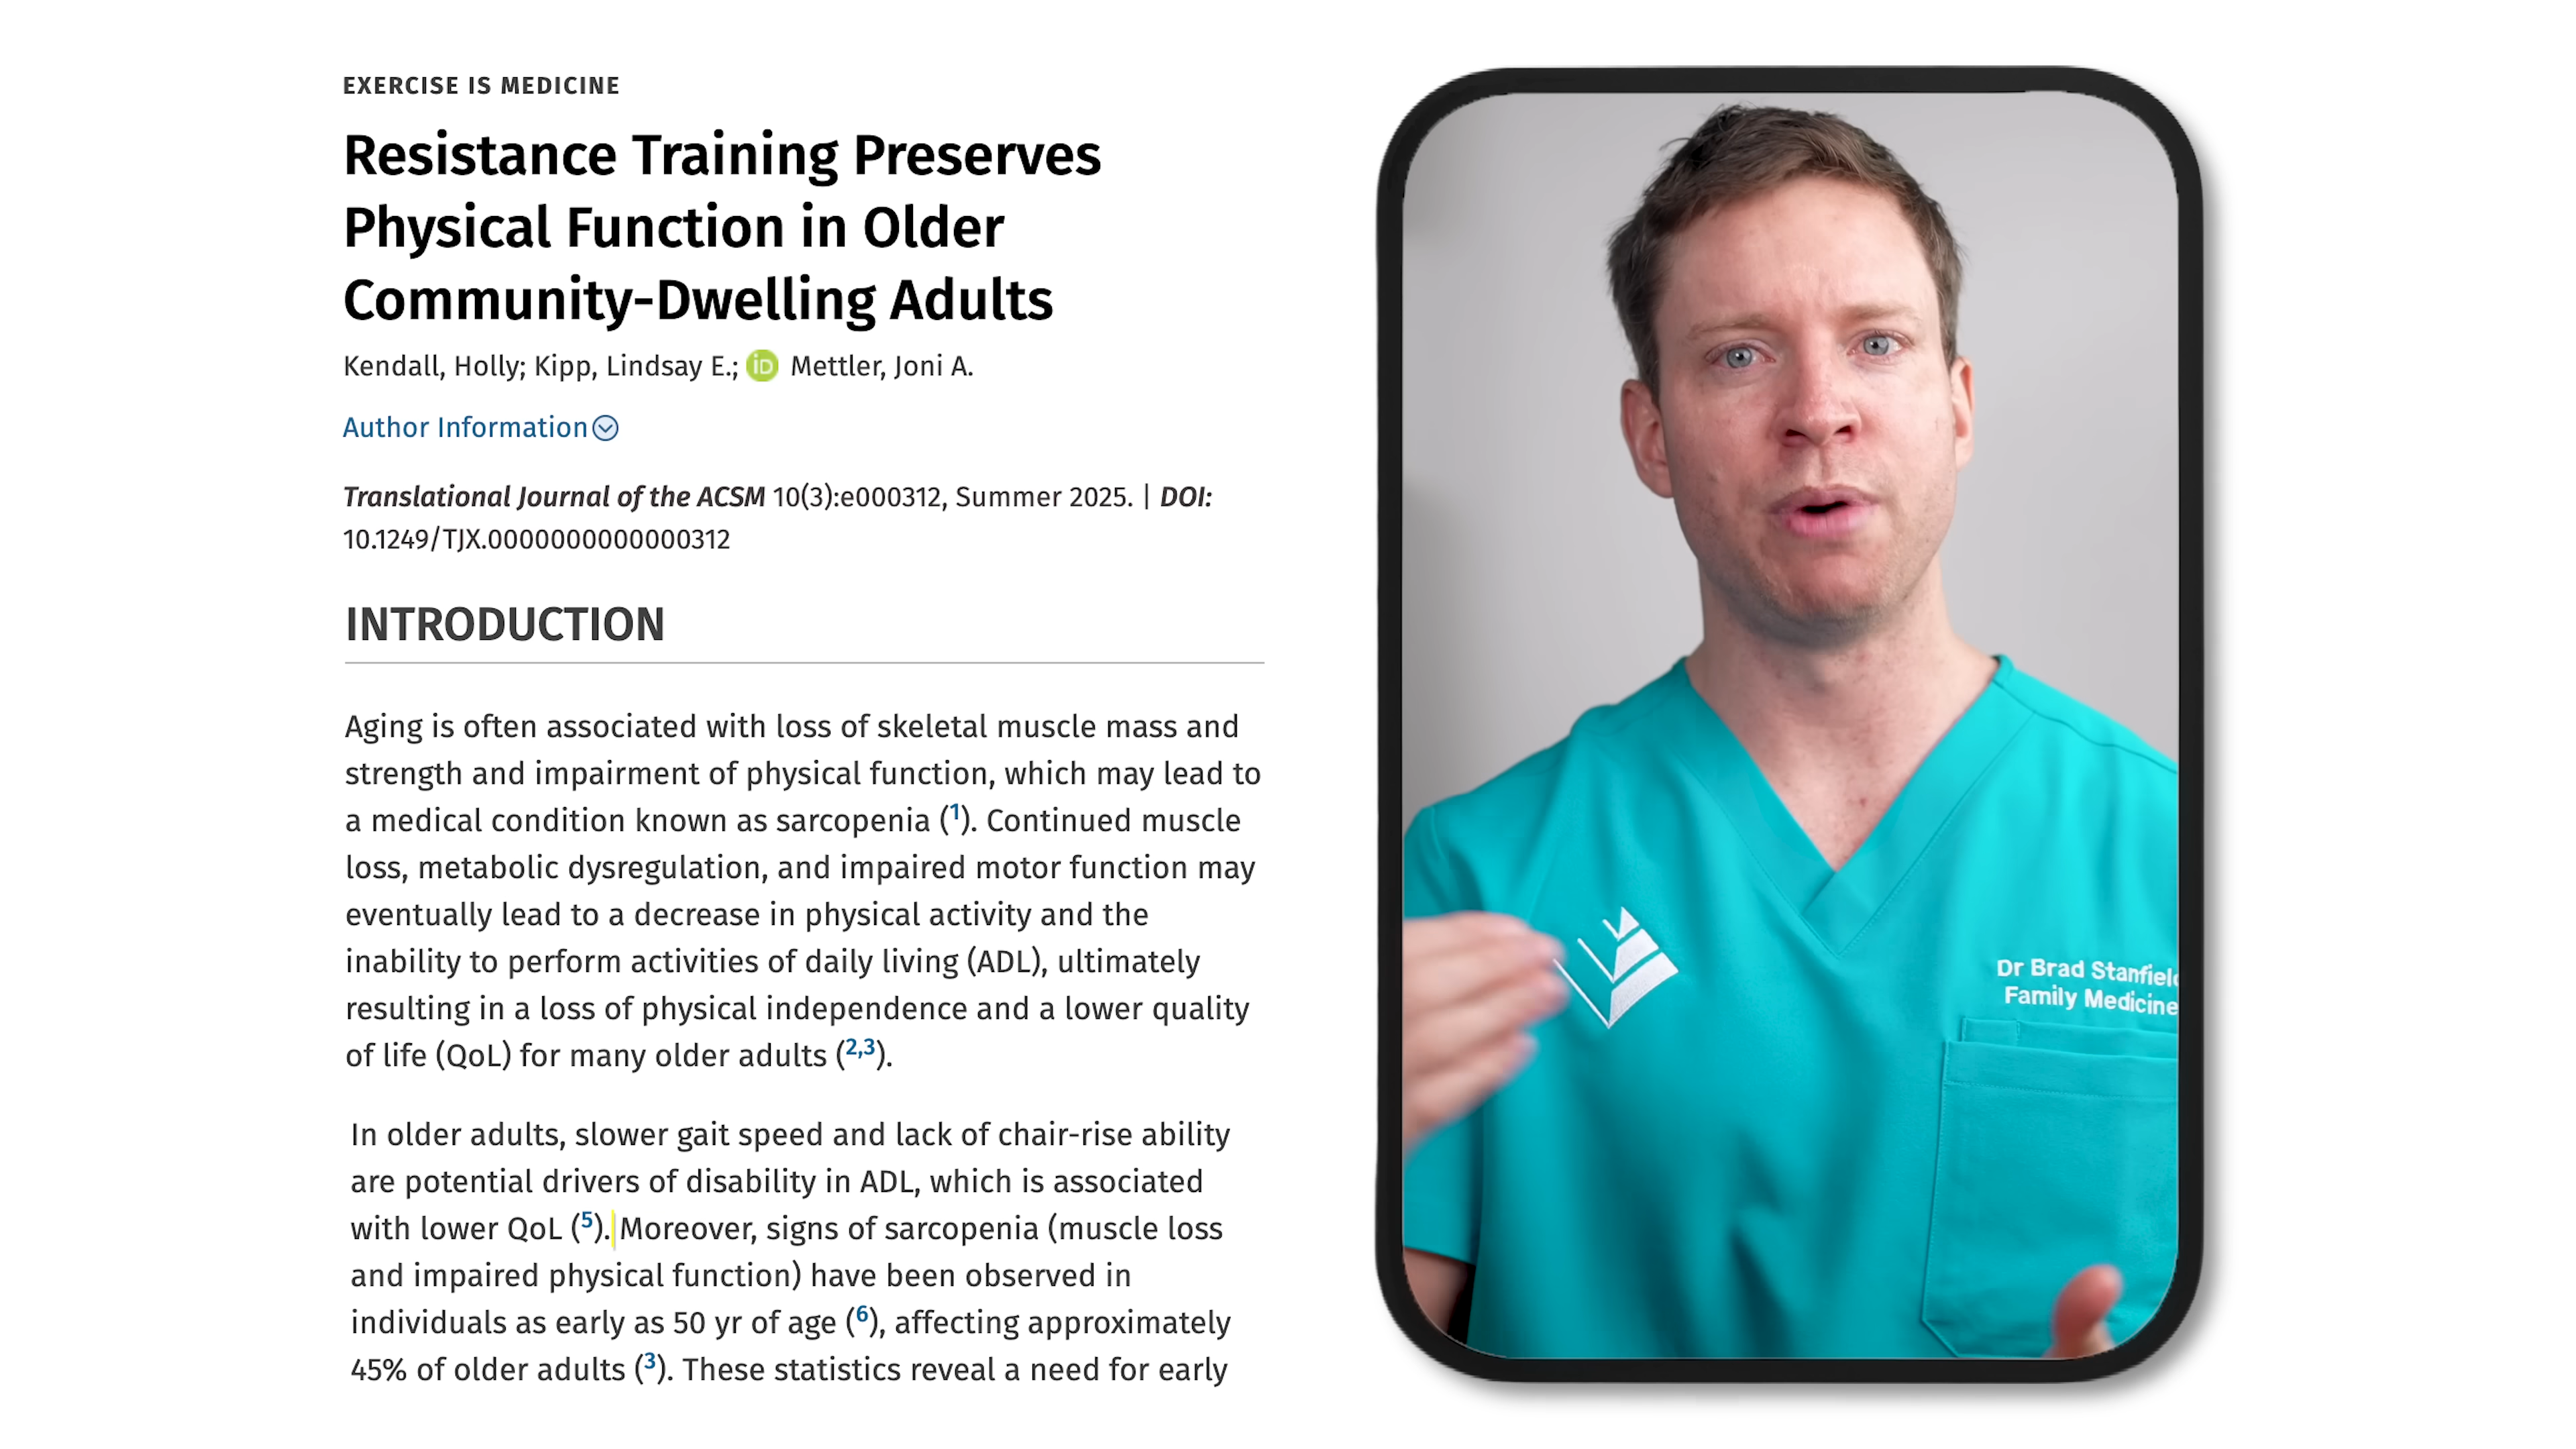 EXERCISE IS MEDICINE
Resistance Training Preserves
Physical Function in Older
Community-Dwelling Adults
Kendall, Holly; Kipp, Lindsay E.; iD Mettler, Joni A.
Author Information
Translational Journal of the ACSM 10(3):e000312, Summer 2025. | DOI:
10.1249/TJX.0000000000000312
INTRODUCTION
Aging is often associated with loss of skeletal muscle mass and
strength and impairment of physical function, which may lead to
a medical condition known as sarcopenia (1). Continued muscle
loss, metabolic dysregulation, and impaired motor function may
eventually lead to a decrease in physical activity and the
inability to perform activities of daily living (ADL), ultimately
resulting in a loss of physical independence and a lower quality
of life (QoL) for many older adults (2,3).
In older adults, slower gait speed and lack of chair-rise ability
are potential drivers of disability in ADL, which is associated
with lower QoL (5). Moreover, signs of sarcopenia (muscle loss
and impaired physical function) have been observed in
individuals as early as 50 yr of age (6), affecting approximately
45% of older adults (3). These statistics reveal a need for early
Dr Brad Stanfield
Family Medicine